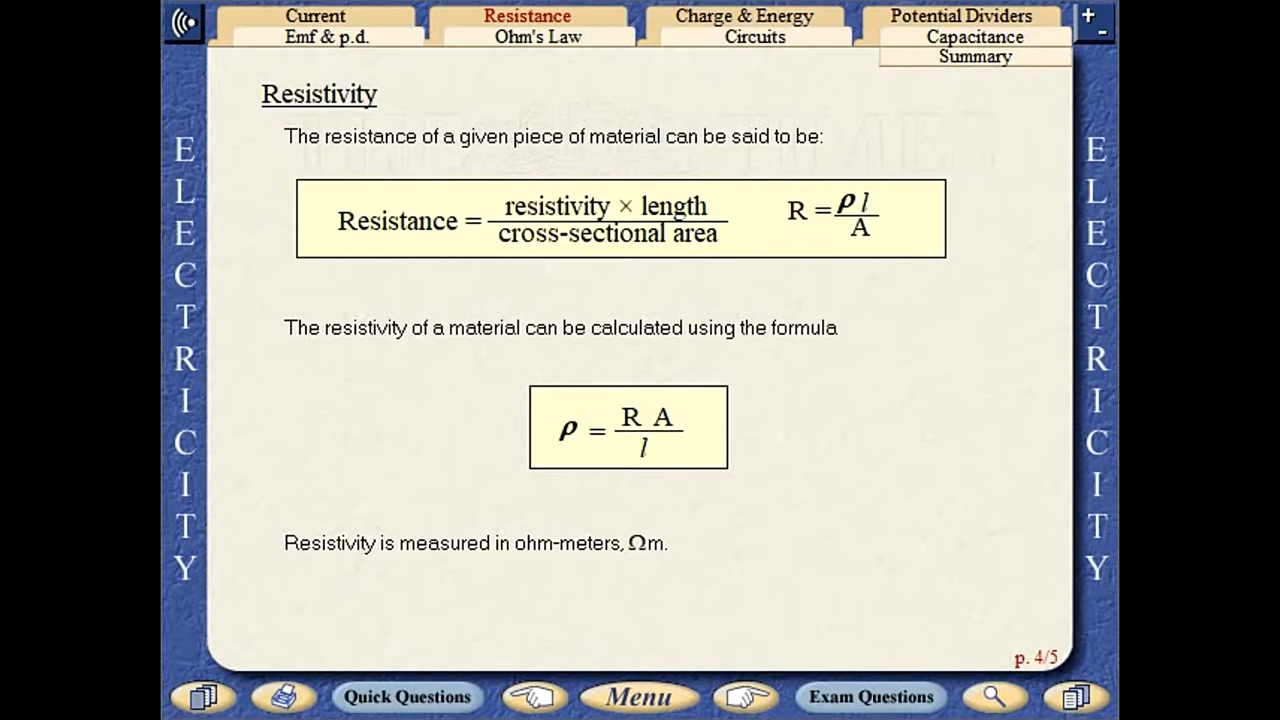 Current
Resistance
Charge & Energy
Potential Dividers
+
-
Emf & p.d.
Ohm's Law
Circuits
Capacitance
Summary
Resistivity
The resistance of a given piece of material can be said to be:
Resistance = resistivity × length / cross-sectional area
R = ρ l / A
The resistivity of a material can be calculated using the formula
ρ = R A / l
Resistivity is measured in ohm-meters, Ωm.
ELECTRICITY
ELECTRICITY
p. 4/5
Quick Questions
Menu
Exam Questions